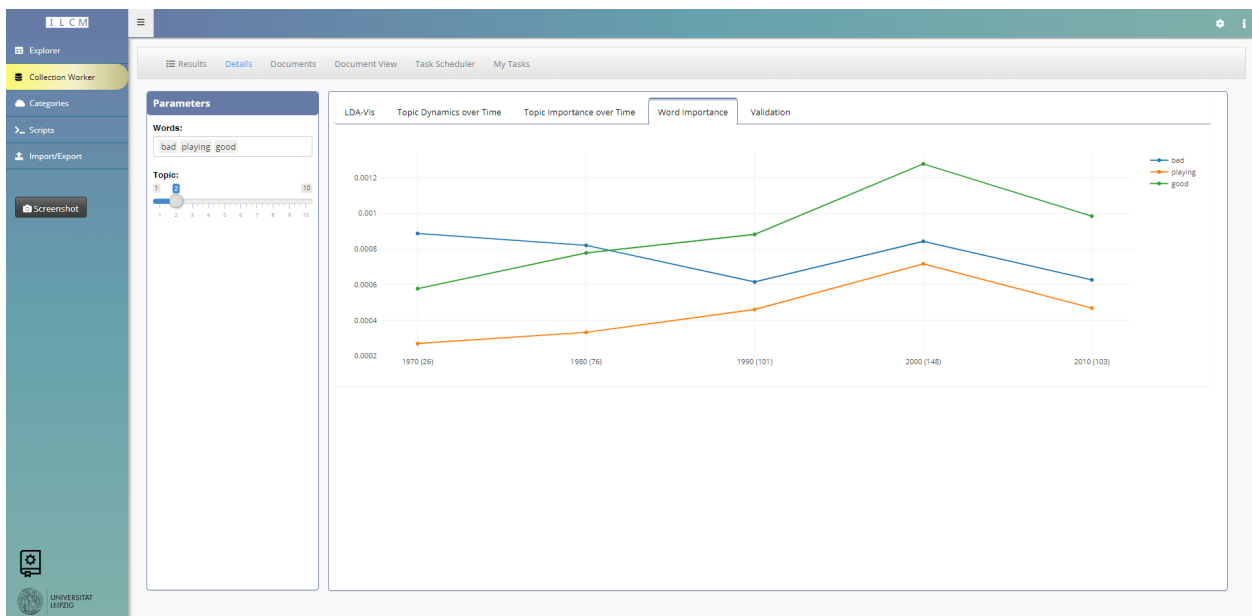 ILCM
Explorer
Collection Worker
Categories
Scripts
Import/Export
Screenshot
UNIVERSITÄT
LEIPZIG
Results Details Documents Document View Task Scheduler My Tasks
Parameters
Words:
bad playing good
Topic:
1 2 10
1 2 3 4 5 6 7 8 9 10
LDA-Vis Topic Dynamics over Time Topic Importance over Time Word Importance Validation
bad
playing
good
0.0012
0.001
0.0008
0.0006
0.0004
0.0002
1970 (26) 1980 (76) 1990 (101) 2000 (148) 2010 (103)